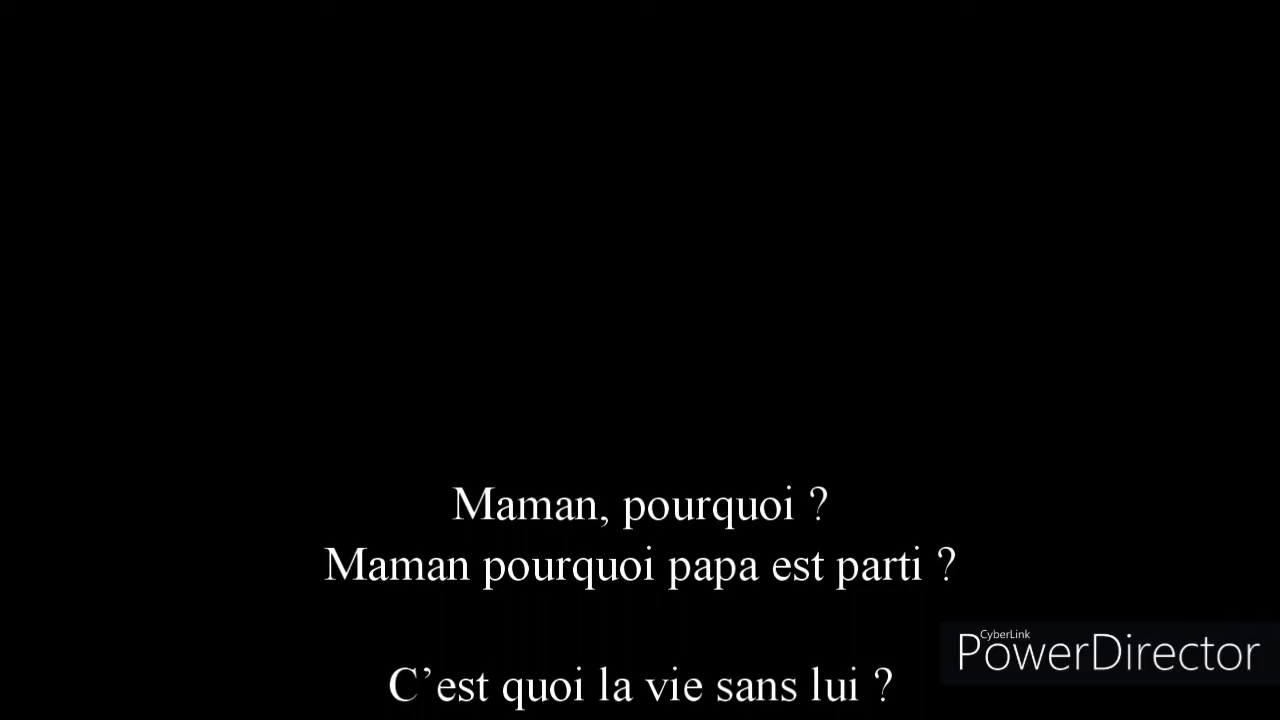 Maman, pourquoi ?
Maman pourquoi papa est parti ?
C’est quoi la vie sans lui ?
CyberLink
PowerDirector